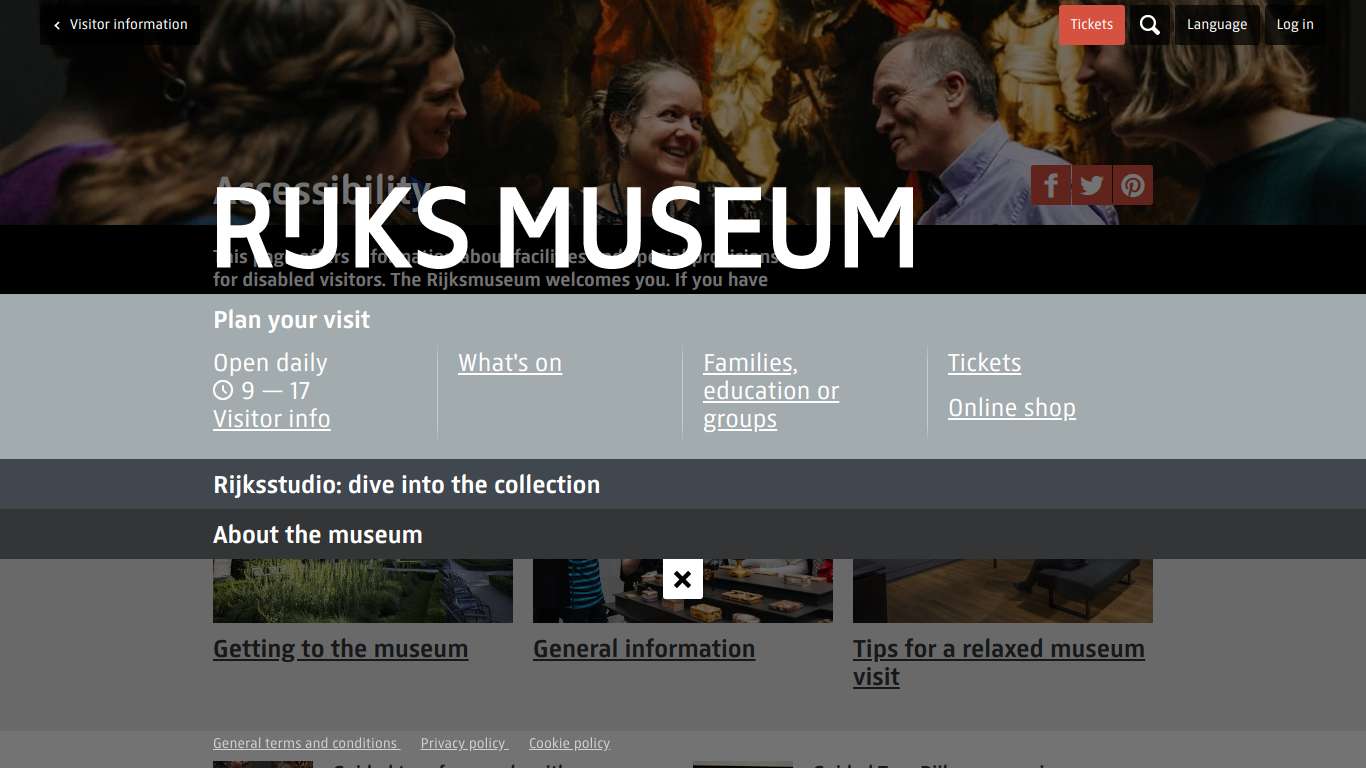 Visitor information
Tickets
Language
Log in
Accessibility
RIJKS MUSEUM
This page offers information about facilities and special provisions
for disabled visitors. The Rijksmuseum welcomes you. If you have
Plan your visit
Open daily
9 — 17
Visitor info
What's on
Families,
education or
groups
Tickets
Online shop
Rijksstudio: dive into the collection
About the museum
Getting to the museum
General information
Tips for a relaxed museum
visit
General terms and conditions
Privacy policy
Cookie policy